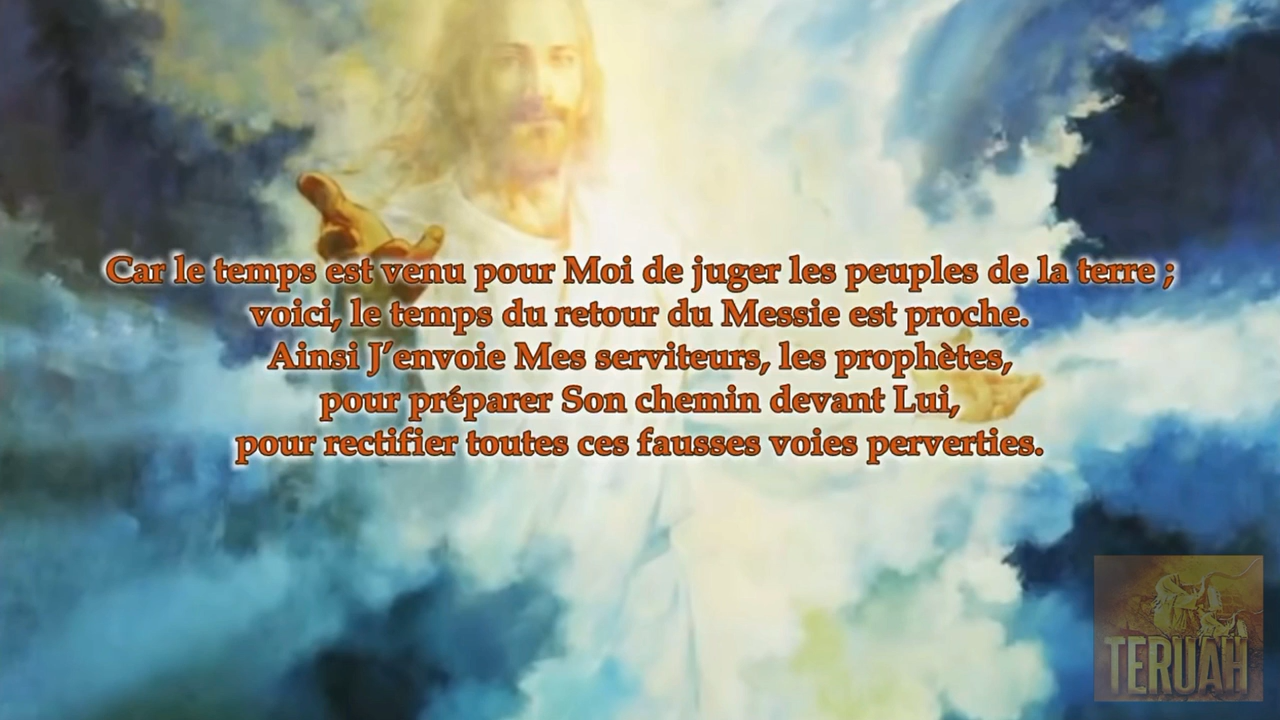 Car le temps est venu pour Moi de juger les peuples de la terre ;
voici, le temps du retour du Messie est proche.
Ainsi J’envoie Mes serviteurs, les prophètes,
pour préparer Son chemin devant Lui,
pour rectifier toutes ces fausses voies perverties.
TERUAH